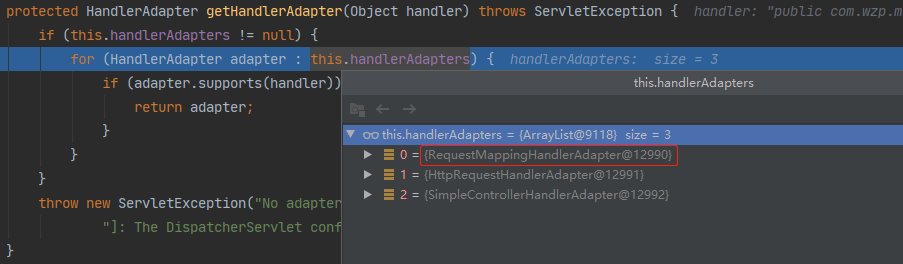 protected HandlerAdapter getHandlerAdapter(Object handler) throws ServletException { handler: "public com.wzp.m
if (this.handlerAdapters != null) {
for (HandlerAdapter adapter : this.handlerAdapters) { handlerAdapters: size = 3
if (adapter.supports(handler))
return adapter;
}
}
}
throw new ServletException("No adapter
"]: The DispatcherServlet conf
}
this.handlerAdapters
this.handlerAdapters = {ArrayList@9118} size = 3
0 = {RequestMappingHandlerAdapter@12990}
1 = {HttpRequestHandlerAdapter@12991}
2 = {SimpleControllerHandlerAdapter@12992}